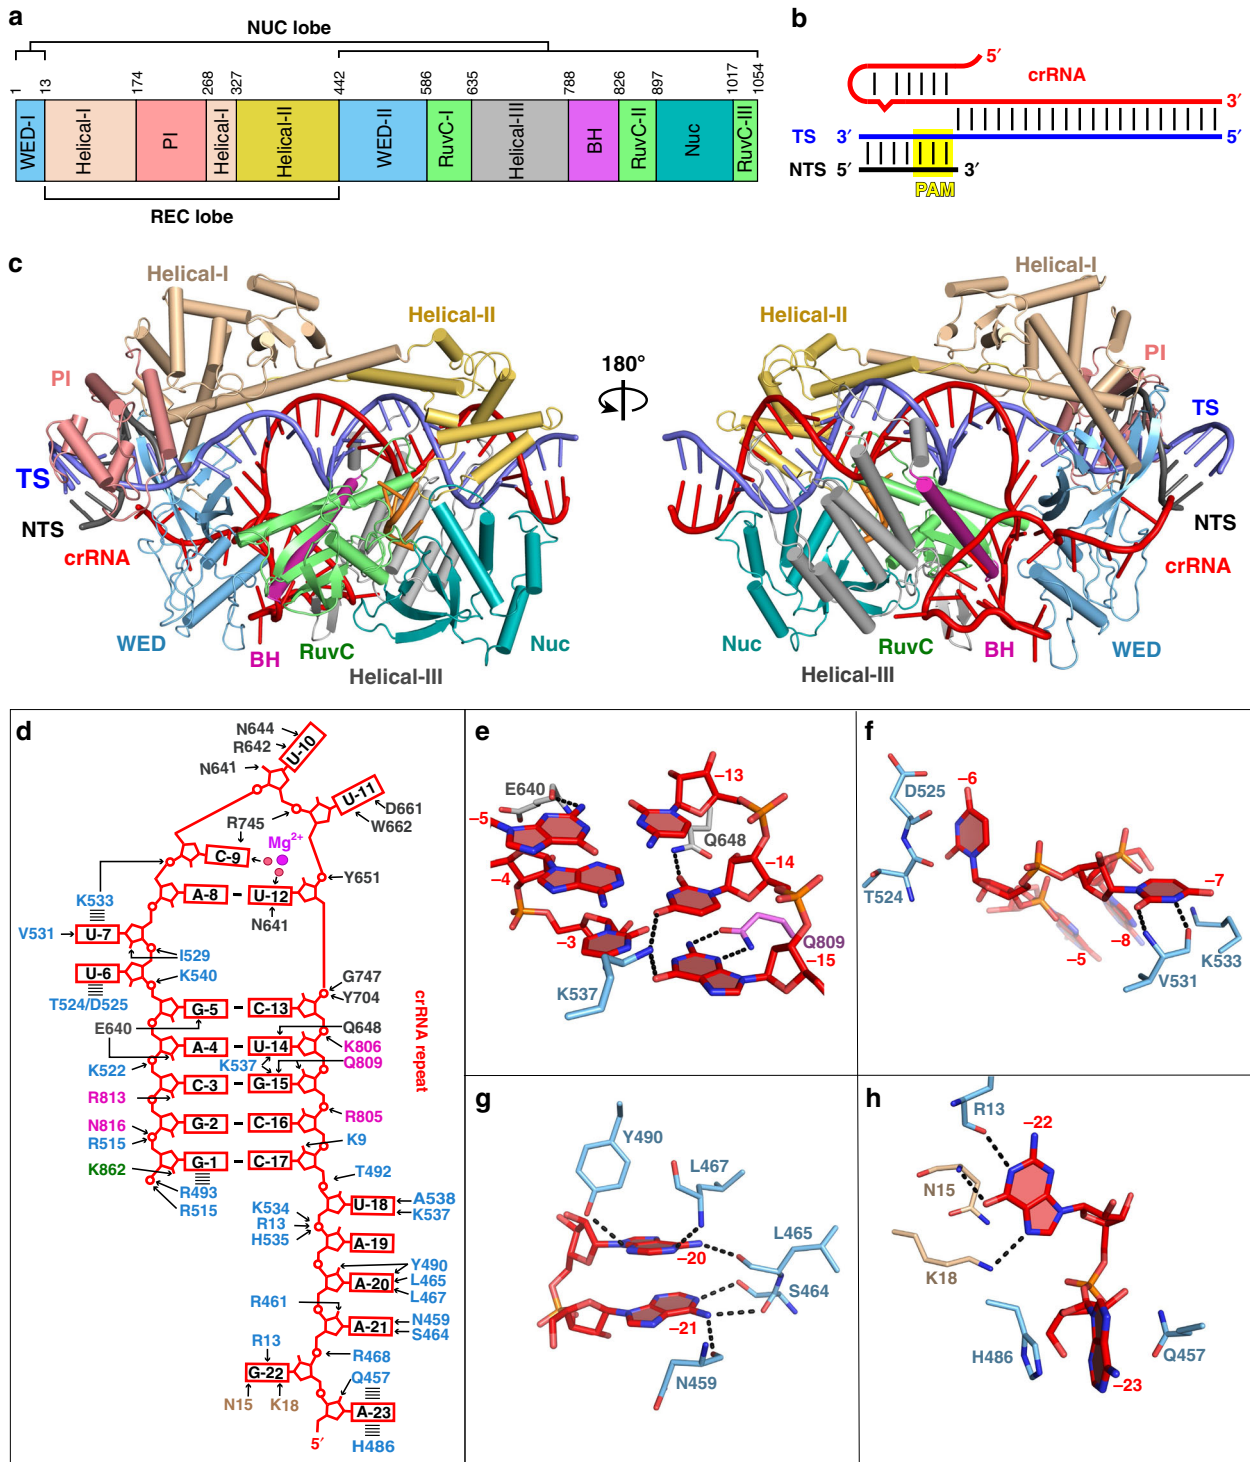 a
NUC lobe
1 13 174 268 327 442 586 635 788 826 897 1017 1054
WED-I Helical-I PI Helical-I Helical-II WED-II RuvC-I Helical-III BH RuvC-II Nuc RuvC-III
REC lobe
b
5′
crRNA
3′
TS 3′ 5′
NTS 5′ 3′
PAM
c
Helical-I
Helical-II
PI
TS
NTS
crRNA
WED
BH
RuvC
Helical-III
Nuc
180°
Helical-I
Helical-II
PI
TS
NTS
crRNA
Nuc
Helical-III
RuvC
BH
WED
d
N644
R642
N641
U-10
U-11
D661
W662
R745
Mg2+
C-9
K533
A-8 U-12
Y651
N641
V531
U-7
I529
U-6
K540
T524/D525
G747
Y704
G-5 C-13
E640
Q648
A-4 U-14
K806
K522
K537
Q809
C-3 G-15
R813
R805
N816
G-2 C-16
R515
K9
K862
G-1 C-17
T492
R493
R515
A538
U-18
K537
K534
R13
H535
A-19
Y490
A-20
L465
L467
R461
N459
A-21
S464
R13
R468
G-22
Q457
N15 K18
A-23
H486
5′
crRNA repeat
e
E640
–5
–4
–3
K537
–13
Q648
–14
Q809
–15
f
D525
–6
T524
–5
–8
–7
K533
V531
g
Y490
L467
L465
–20
S464
–21
N459
h
R13
–22
N15
K18
H486
Q457
–23